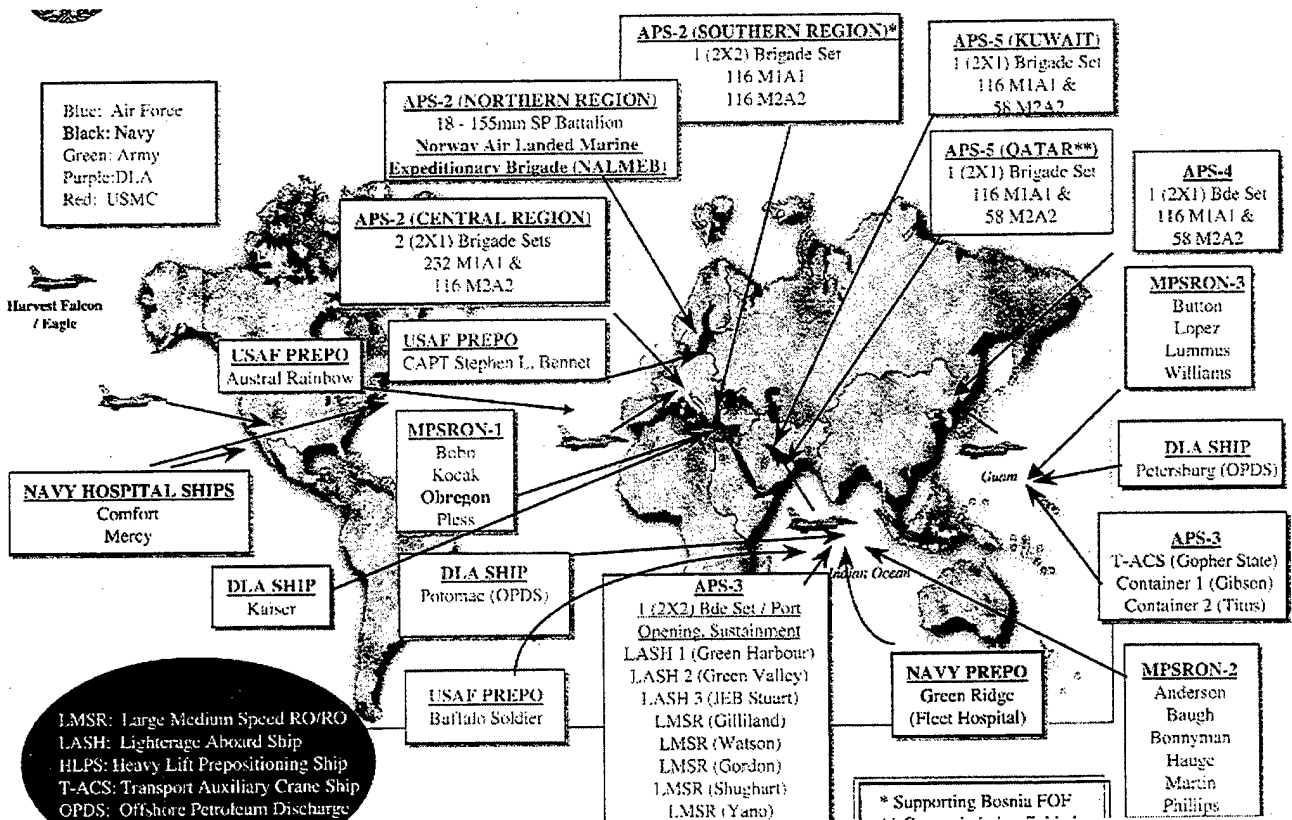 APS-2 (SOUTHERN REGION)*
1 (2X2) Brigade Set
116 M1A1
116 M2A2
APS-5 (KUWAIT)
1 (2X1) Brigade Set
116 M1A1 &
58 M2A2
Blue: Air Force
Black: Navy
Green: Army
Purple:DLA
Red: USMC
APS-2 (NORTHERN REGION)
18 - 155mm SP Battalion
Norway Air Landed Marine
Expeditionary Brigade (NALMEB)
APS-5 (QATAR**)
1 (2X1) Brigade Set
116 M1A1 &
58 M2A2
APS-4
1 (2X1) Bde Set
116 M1A1 &
58 M2A2
APS-2 (CENTRAL REGION)
2 (2X1) Brigade Sets
232 M1A1 &
116 M2A2
Harvest Falcon
/ Eagle
MPSRON-3
Button
Lopez
Lummus
Williams
USAF PREPO
Austral Rainbow
USAF PREPO
CAPT Stephen L. Bennet
MPSRON-1
Bobo
Kocak
Obregon
Pless
DLA SHIP
Petersburg (OPDS)
Guam
NAVY HOSPITAL SHIPS
Comfort
Mercy
APS-3
T-ACS (Gopher State)
Container 1 (Gibson)
Container 2 (Titus)
DLA SHIP
Kaiser
DLA SHIP
Potomac (OPDS)
Indian Ocean
APS-3
1 (2X2) Bde Set / Port
Opening, Sustainment
LASH 1 (Green Harbour)
LASH 2 (Green Valley)
LASH 3 (JEB Stuart)
LMSR (Gilliland)
LMSR (Watson)
LMSR (Gordon)
LMSR (Shughart)
LMSR (Yano)
USAF PREPO
Buffalo Soldier
NAVY PREPO
Green Ridge
(Fleet Hospital)
MPSRON-2
Anderson
Baugh
Bonnyman
Hauge
Martin
Phillips
LMSR: Large Medium Speed RO/RO
LASH: Lighterage Aboard Ship
HLPS: Heavy Lift Prepositioning Ship
T-ACS: Transport Auxiliary Crane Ship
OPDS: Offshore Petroleum Discharge
* Supporting Bosnia FOF